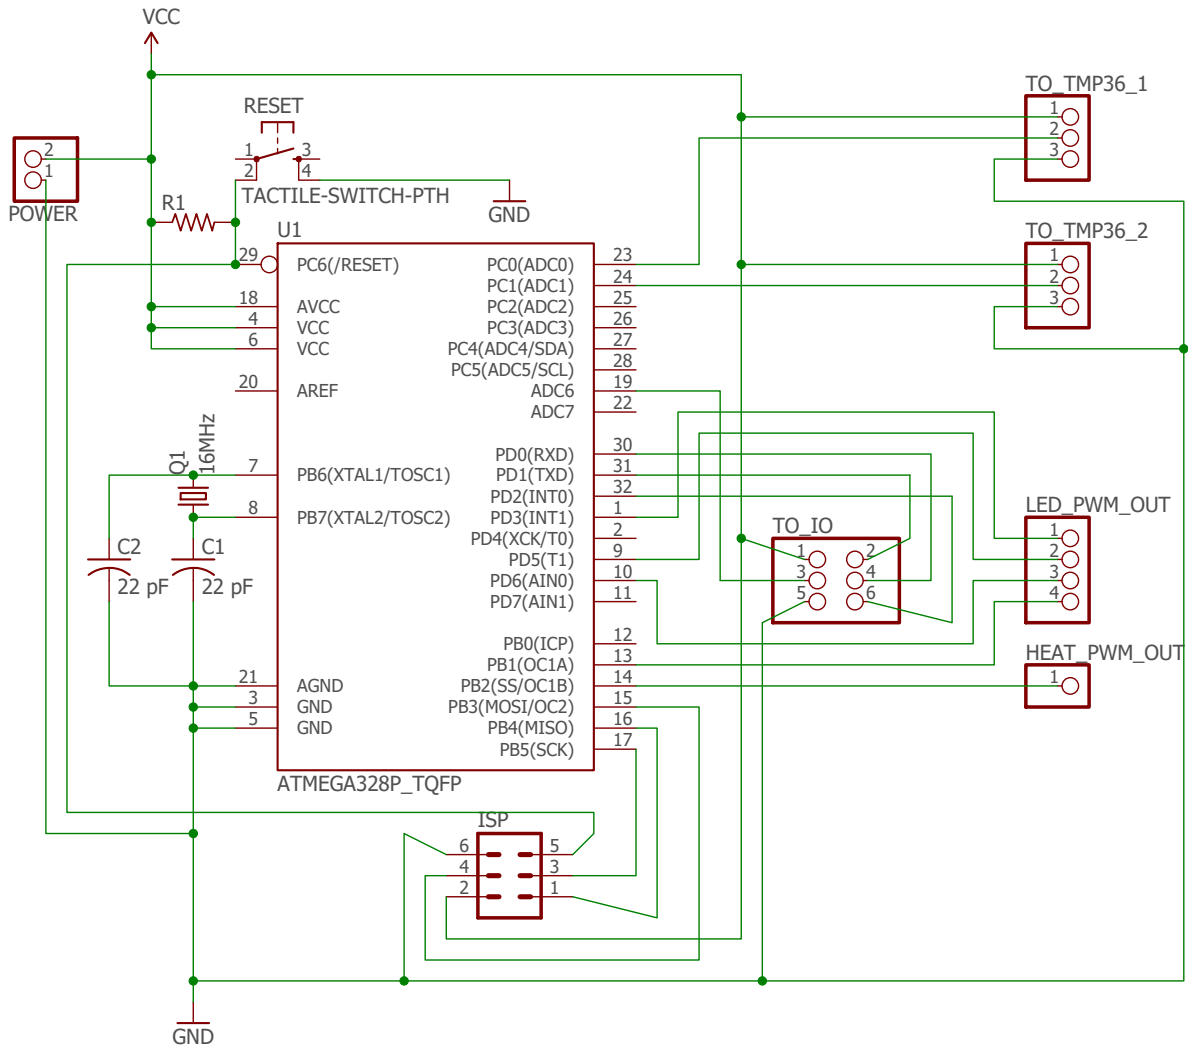 VCC
TO_TMP36_1
1
2
3
RESET
1
2
3
4
TACTILE-SWITCH-PTH
GND
2
1
POWER
R1
U1
TO_TMP36_2
1
2
3
29 PC6(/RESET) PC0(ADC0) 23
PC1(ADC1) 24
18 AVCC PC2(ADC2) 25
4 VCC PC3(ADC3) 26
6 VCC PC4(ADC4/SDA) 27
PC5(ADC5/SCL) 28
20 AREF ADC6 19
ADC7 22
Q1
16MHz
PD0(RXD) 30
7 PB6(XTAL1/TOSC1) PD1(TXD) 31
PD2(INT0) 32
8 PB7(XTAL2/TOSC2) PD3(INT1) 1
PD4(XCK/T0) 2
PD5(T1) 9
PD6(AIN0) 10
PD7(AIN1) 11
C2
22 pF
C1
22 pF
TO_IO
1 2
3 4
5 6
LED_PWM_OUT
1
2
3
4
PB0(ICP) 12
PB1(OC1A) 13
21 AGND PB2(SS/OC1B) 14
3 GND PB3(MOSI/OC2) 15
5 GND PB4(MISO) 16
PB5(SCK) 17
HEAT_PWM_OUT
1
ATMEGA328P_TQFP
ISP
6 5
4 3
2 1
GND